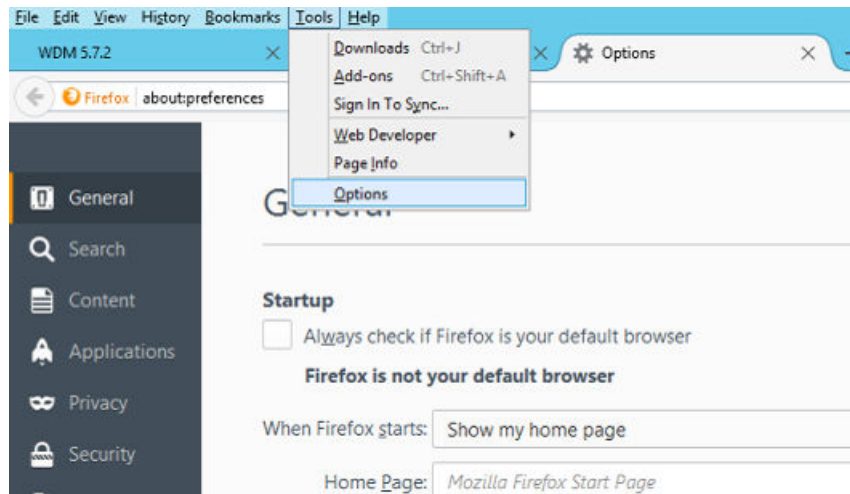 File Edit View History Bookmarks Tools Help
WDM 5.7.2
Options
Downloads Ctrl+J
Add-ons Ctrl+Shift+A
Sign In To Sync...
Web Developer
Page Info
Options
Firefox about:preferences
General
Search
Content
Applications
Privacy
Security
General
Startup
Always check if Firefox is your default browser
Firefox is not your default browser
When Firefox starts: Show my home page
Home Page: Mozilla Firefox Start Page